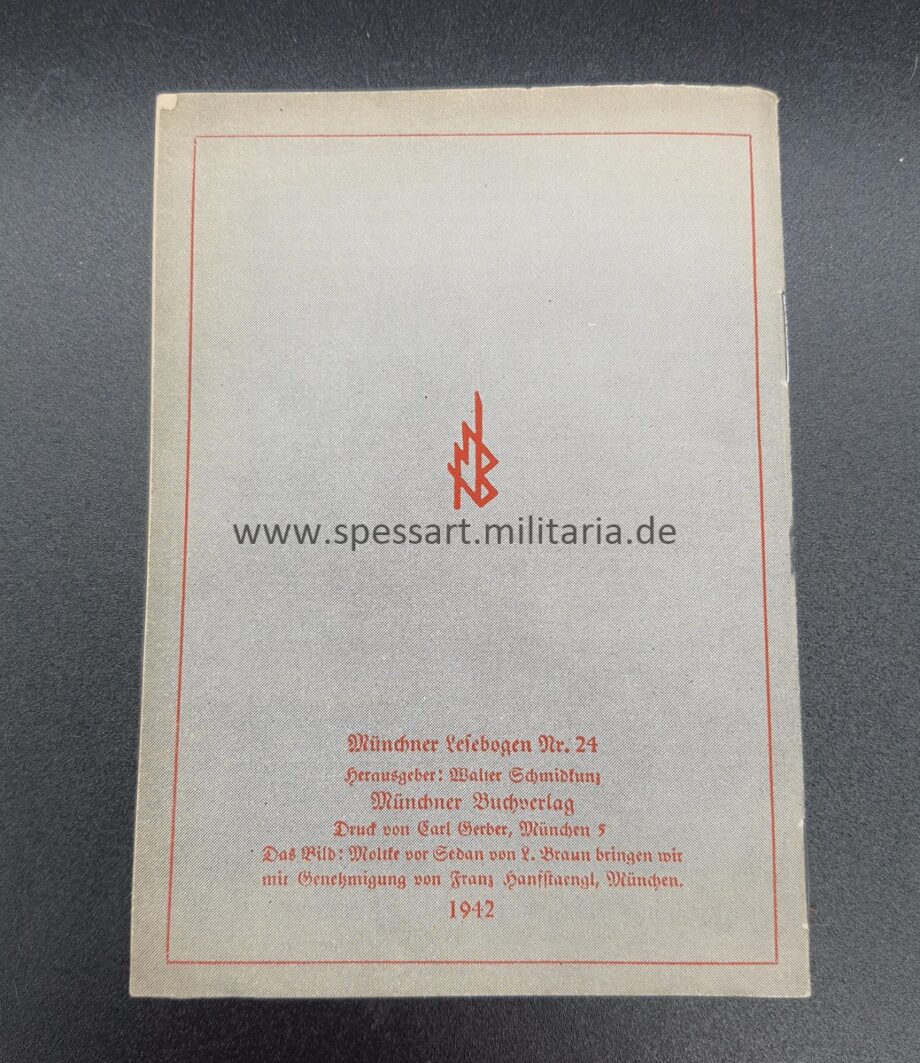 www.spessart.militaria.de
Münchner Lesebogen Nr. 24
Herausgeber: Walter Schmidkunz
Münchner Buchverlag
Druck von Carl Gerber, München 5
Das Bild: Moltke vor Sedan von L. Braun bringen wir
mit Genehmigung von Franz Hanfstaengl, München.
1942